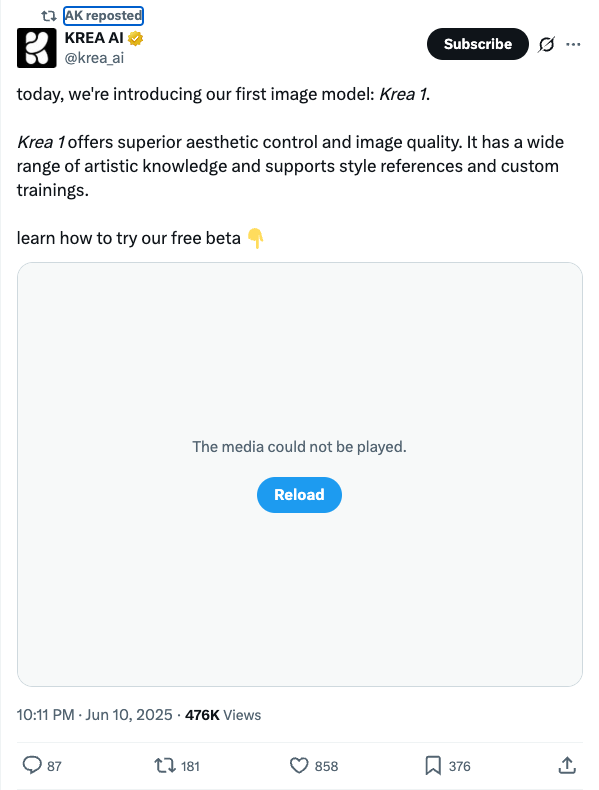 AK reposted
KREA AI
@krea_ai
Subscribe
today, we're introducing our first image model: Krea 1.
Krea 1 offers superior aesthetic control and image quality. It has a wide
range of artistic knowledge and supports style references and custom
trainings.
learn how to try our free beta 👇
The media could not be played.
Reload
10:11 PM · Jun 10, 2025 · 476K Views
87 181 858 376